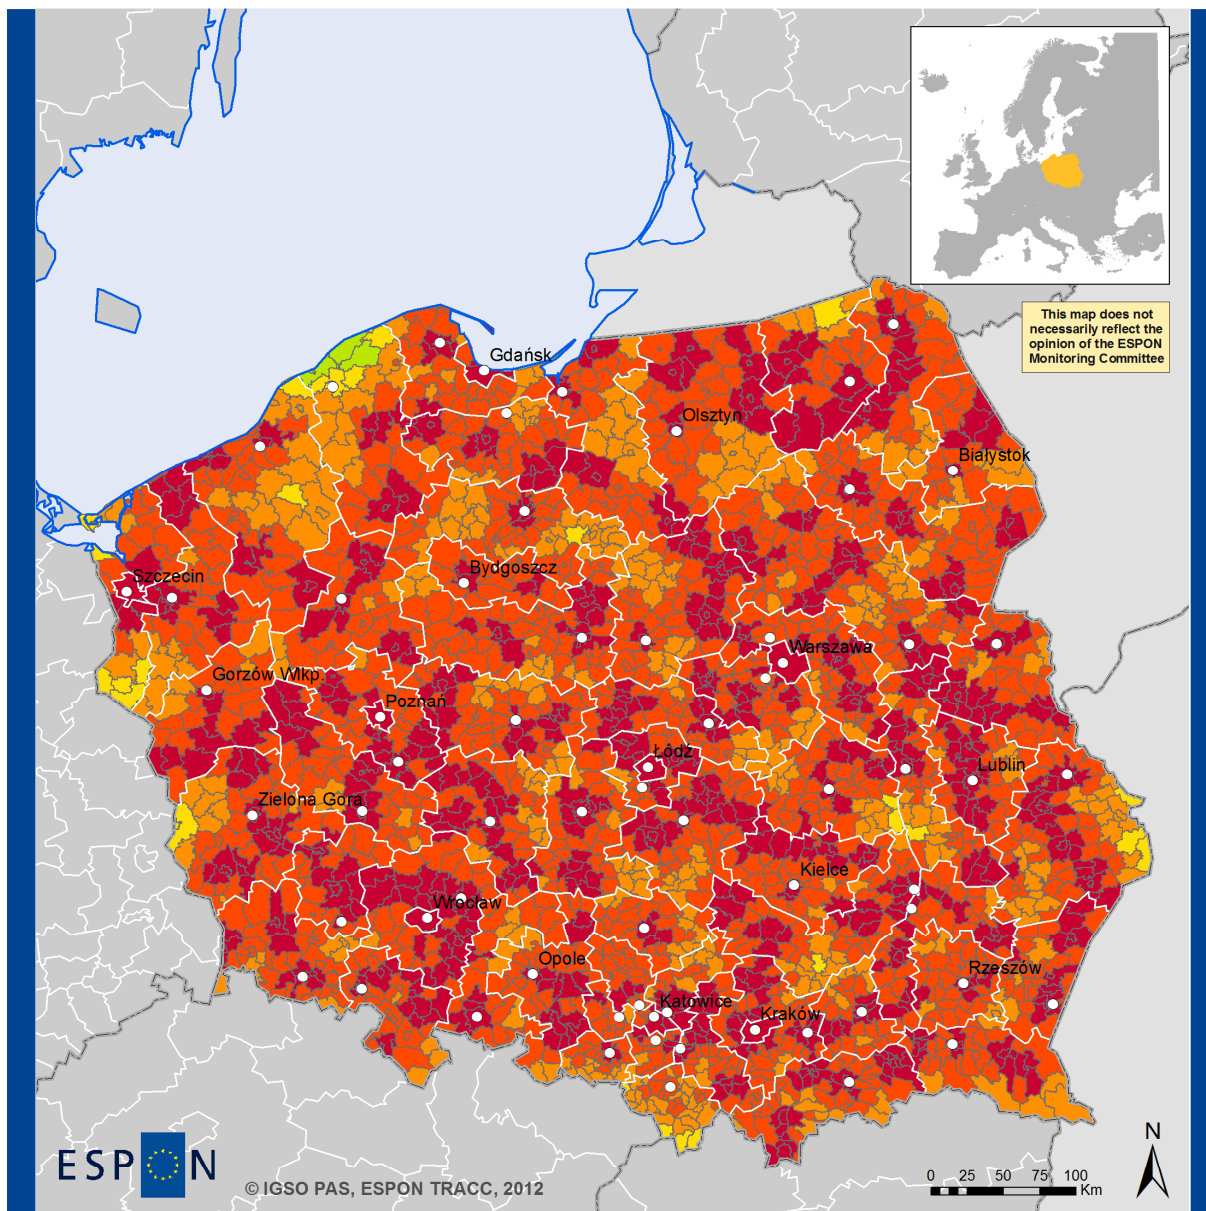 This map does not
necessarily reflect the
opinion of the ESPON
Monitoring Committee
Gdańsk
Olsztyn
Białystok
Szczecin
Bydgoszcz
Warszawa
Gorzów Wlkp.
Poznań
Łódź
Lublin
Zielona Gora
Kielce
Wrocław
Opole
Rzeszów
Katowice
Kraków
ESPON
© IGSO PAS, ESPON TRACC, 2012
N
0 25 50 75 100
Km